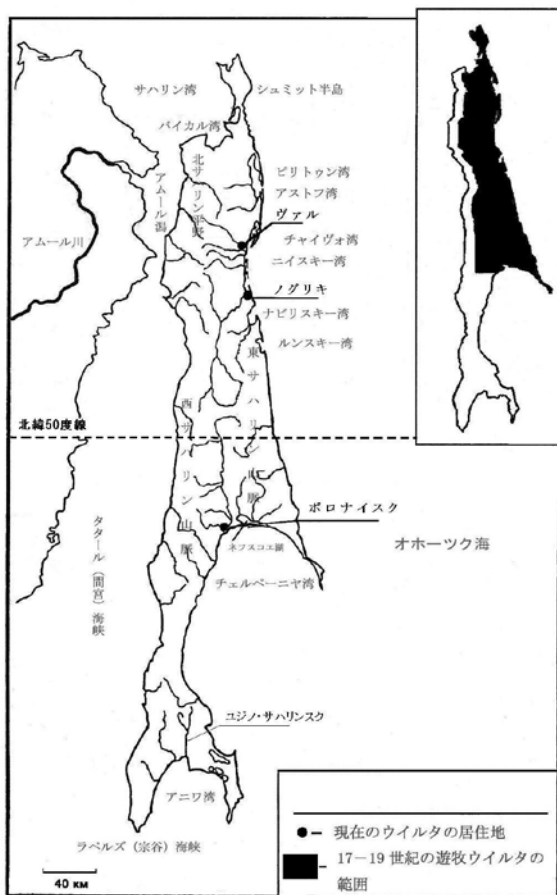 サハリン湾
シュミット半島
バイカル湾
北サハリン平野
ピリトゥン湾
アストフ湾
アムール潟
ヴァル
アムール川
チャイヴォ湾
ニイスキー湾
ノグリキ
ナビリスキー湾
ルンスキー湾
東サハリン山脈
西サハリン山脈
北緯50度線
ポロナイスク
ネフスコエ湖
オホーツク海
タタール(間宮)海峡
チェルペーニヤ湾
ユジノ・サハリンスク
アニワ湾
ラペルズ(宗谷)海峡
40 км
現在のウイルタの居住地
17-19世紀の遊牧ウイルタの
範囲